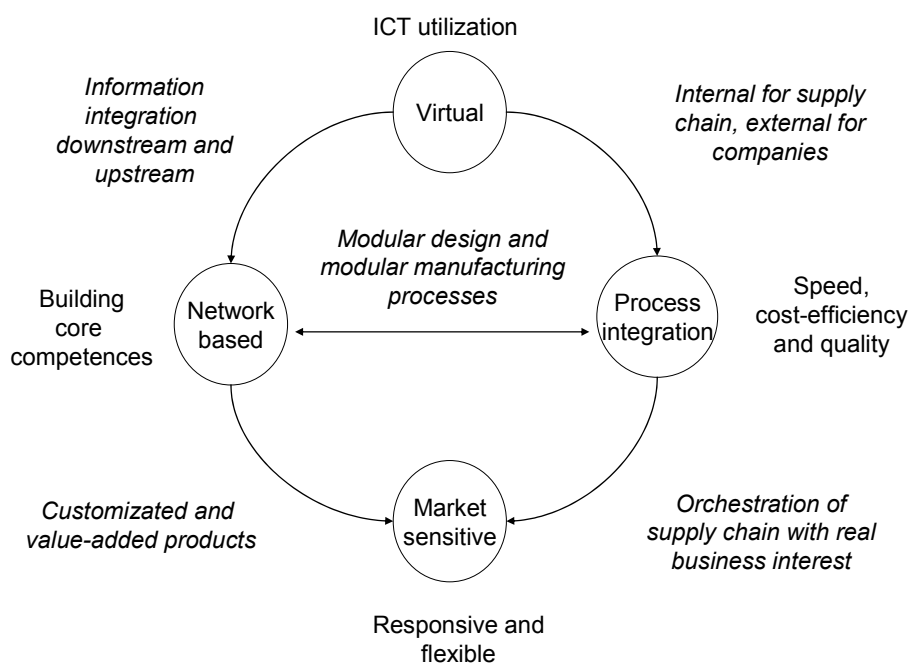 ICT utilization
Information
integration
downstream and
upstream
Virtual
Internal for supply
chain, external for
companies
Modular design and
modular manufacturing
processes
Building
core
competences
Network
based
Process
integration
Speed,
cost-efficiency
and quality
Customizated and
value-added products
Market
sensitive
Orchestration of
supply chain with real
business interest
Responsive and
flexible